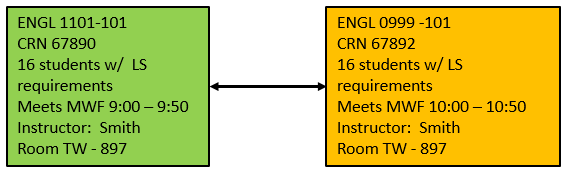 ENGL 1101-101
CRN 67890
16 students w/ LS
requirements
Meets MWF 9:00 – 9:50
Instructor: Smith
Room TW - 897
ENGL 0999 -101
CRN 67892
16 students w/ LS
requirements
Meets MWF 10:00 – 10:50
Instructor: Smith
Room TW - 897